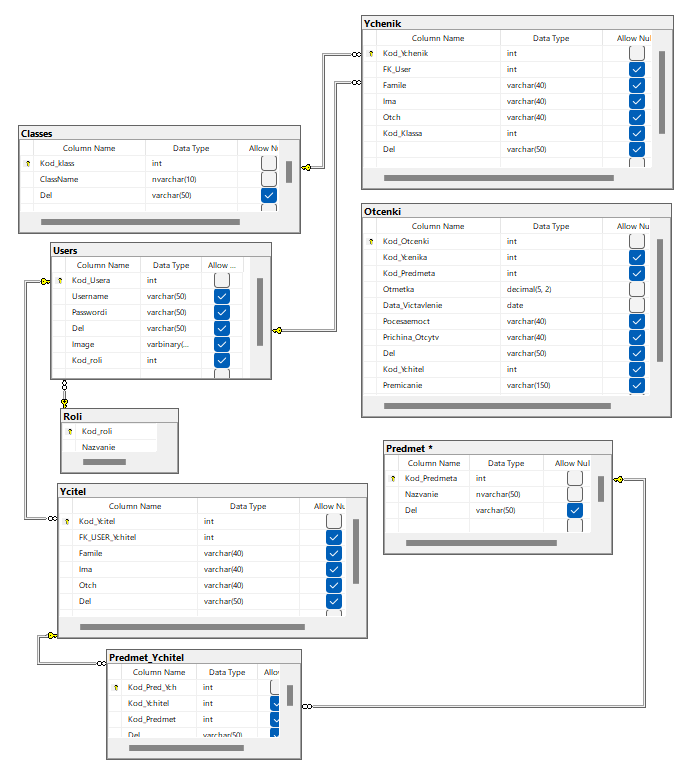 Ychenik
Column Name Data Type Allow Nul
Kod_Ychenik int
FK_User int
Famile varchar(40)
Ima varchar(40)
Otch varchar(40)
Kod_Klassa int
Del varchar(50)
Classes
Column Name Data Type Allow Nu
Kod_klass int
ClassName nvarchar(10)
Del varchar(50)
Otcenki
Column Name Data Type Allow Nu
Kod_Otcenki int
Kod_Ycenika int
Kod_Predmeta int
Otmetka decimal(5, 2)
Data_Victavlenie date
Pocesaemoct varchar(40)
Prichina_Otcytv varchar(40)
Del varchar(50)
Kod_Ychitel int
Premicanie varchar(150)
Users
Column Name Data Type Allow ...
Kod_Usera int
Username varchar(50)
Passwordi varchar(50)
Del varchar(50)
Image varbinary(...
Kod_roli int
Roli
Kod_roli
Nazvanie
Predmet *
Column Name Data Type Allow Nul
Kod_Predmeta int
Nazvanie nvarchar(50)
Del varchar(50)
Ycitel
Column Name Data Type Allow Nu
Kod_Ycitel int
FK_USER_Ychitel int
Famile varchar(40)
Ima varchar(40)
Otch varchar(40)
Del varchar(50)
Predmet_Ychitel
Column Name Data Type Allov
Kod_Pred_Ych int
Kod_Ychitel int
Kod_Predmet int
Del varchar(50)